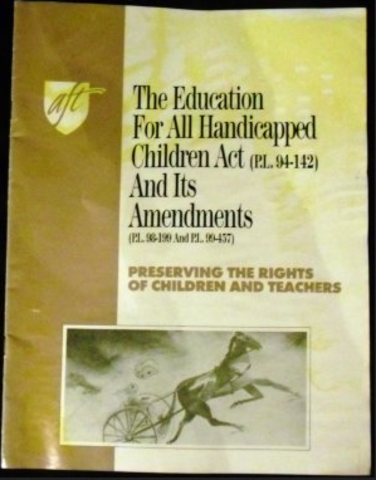 aft
The Education
For All Handicapped
Children Act (P.L. 94-142)
And Its
Amendments
(P.L. 98-199 And P.L. 99-457)
PRESERVING THE RIGHTS
OF CHILDREN AND TEACHERS